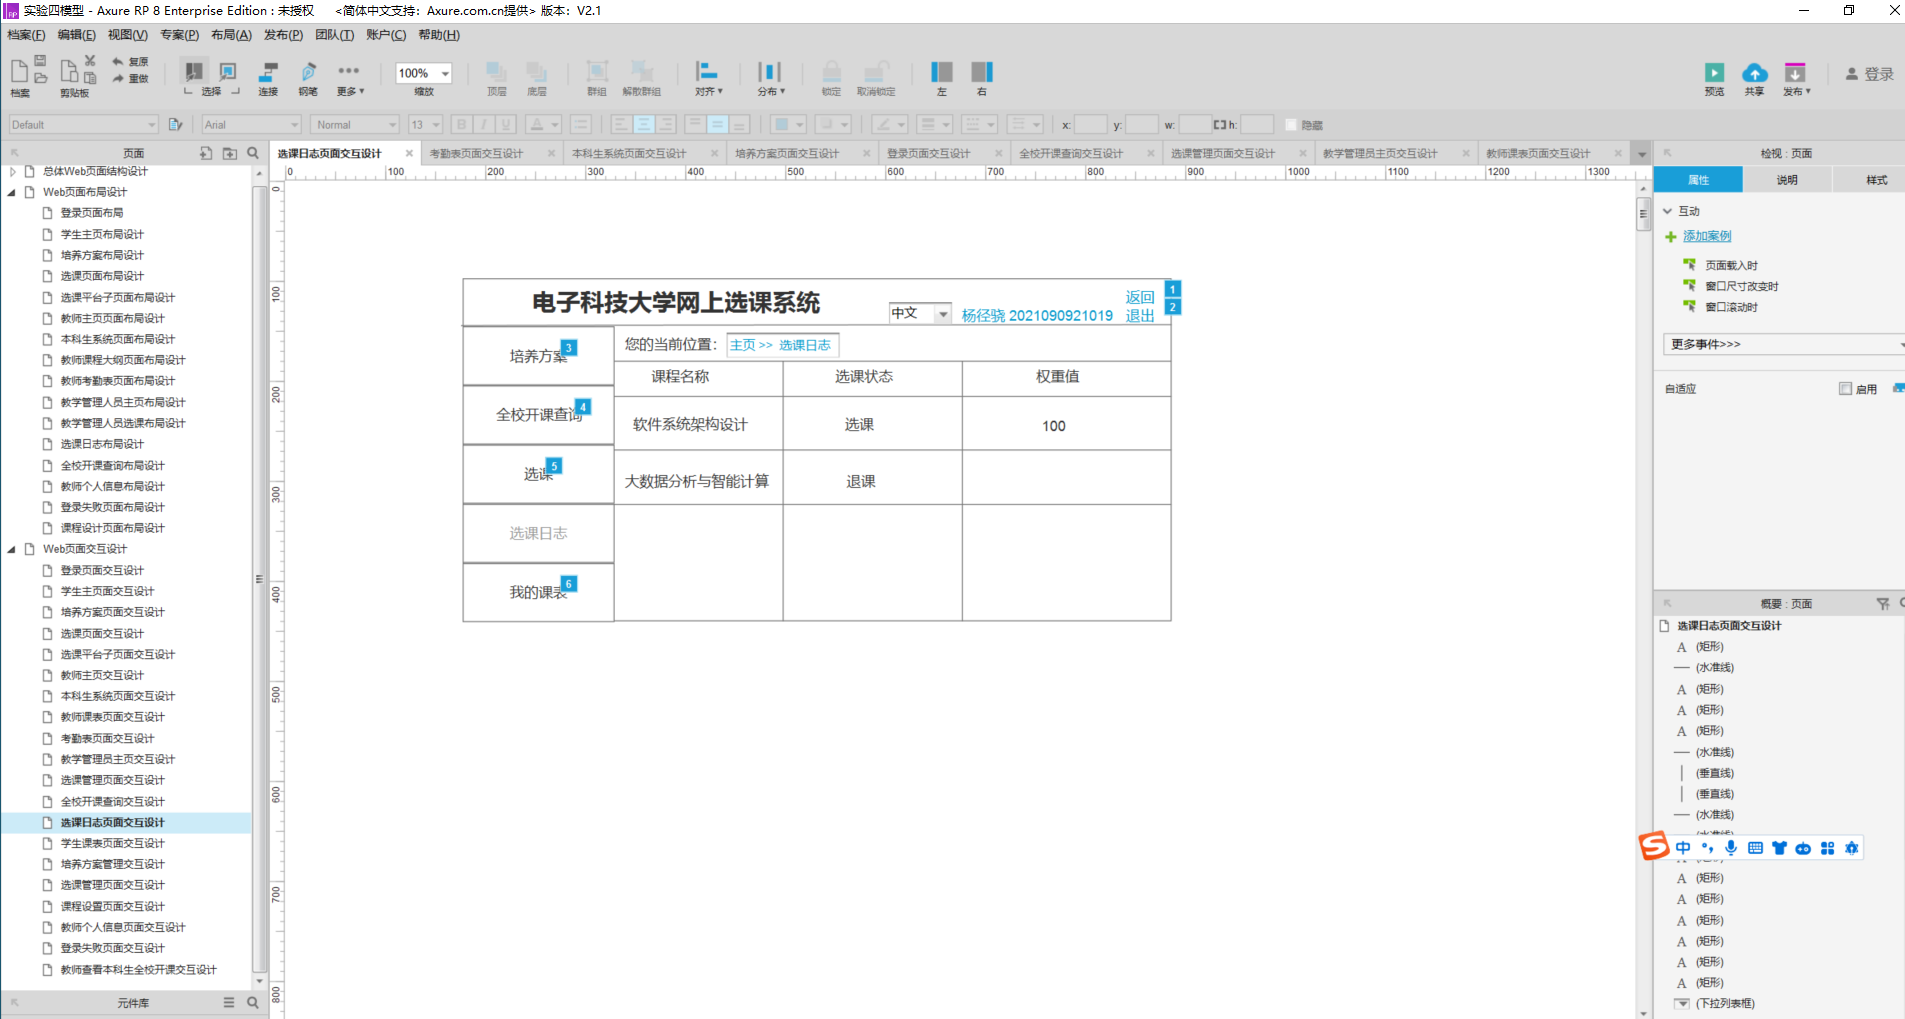 实验四模型 - Axure RP 8 Enterprise Edition : 未授权 <简体中文支持: Axure.com.cn提供> 版本: V2.1
档案(F) 编辑(E) 视图(V) 专案(P) 布局(A) 发布(P) 团队(T) 账户(C) 帮助(H)
复原
重做
100%
登录
档案 剪贴板 选择 连接 钢笔 更多 缩放 顶层 底层 群组 解散群组 对齐 分布 锁定 取消锁定 左 右 预览 共享 发布
Default Arial Normal 13 B I U A x: y: w: h: 隐藏
页面
选课日志页面交互设计 考勤表页面交互设计 本科生系统页面交互设计 培养方案页面交互设计 登录页面交互设计 全校开课查询交互设计 选课管理页面交互设计 教学管理员主页交互设计 教师课表页面交互设计
检视 : 页面
0 100 200 300 400 500 600 700 800 900 1000 1100 1200 1300
0
100
200
300
400
500
600
700
800
总体Web页面结构设计
Web页面布局设计
登录页面布局
学生主页布局设计
培养方案布局设计
选课页面布局设计
选课平台子页面布局设计
教师主页页面布局设计
本科生系统页面布局设计
教师课程大纲页面布局设计
教师考勤表页面布局设计
教学管理人员主页布局设计
教学管理人员选课布局设计
选课日志布局设计
全校开课查询布局设计
教师个人信息布局设计
登录失败页面布局设计
课程设计页面布局设计
Web页面交互设计
登录页面交互设计
学生主页面交互设计
培养方案页面交互设计
选课页面交互设计
选课平台子页面交互设计
教师主页交互设计
本科生系统页面交互设计
教师课表页面交互设计
考勤表页面交互设计
教学管理员主页交互设计
选课管理页面交互设计
全校开课查询交互设计
选课日志页面交互设计
学生课表页面交互设计
培养方案管理交互设计
选课管理页面交互设计
课程设置页面交互设计
教师个人信息页面交互设计
登录失败页面交互设计
教师查看本科生全校开课交互设计
元件库
电子科技大学网上选课系统
中文
杨径骁 2021090921019
返回 1
退出 2
培养方案 3
全校开课查询 4
选课 5
选课日志
我的课表 6
您的当前位置: 主页 >> 选课日志
课程名称 选课状态 权重值
软件系统架构设计 选课 100
大数据分析与智能计算 退课
属性 说明 样式
互动
添加案例
页面载入时
窗口尺寸改变时
窗口滚动时
更多事件>>>
自适应 启用
概要 : 页面
选课日志页面交互设计
A (矩形)
(水准线)
A (矩形)
A (矩形)
A (矩形)
(水准线)
(垂直线)
(垂直线)
(水准线)
中
A (矩形)
A (矩形)
A (矩形)
A (矩形)
A (矩形)
A (矩形)
(下拉列表框)